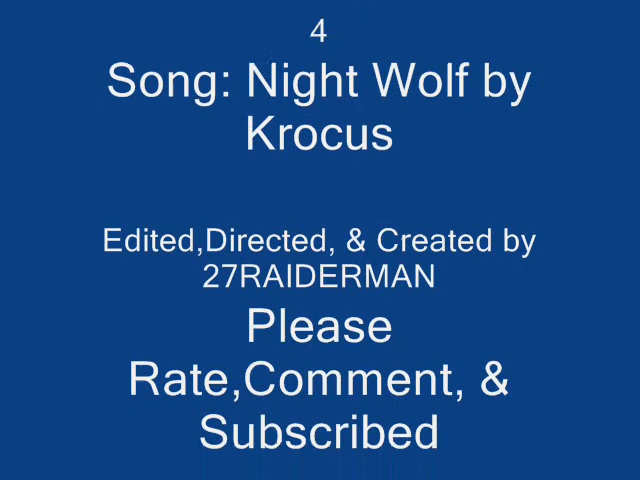 4
Song: Night Wolf by
Krocus
Edited,Directed, & Created by
27RAIDERMAN
Please
Rate,Comment, &
Subscribed